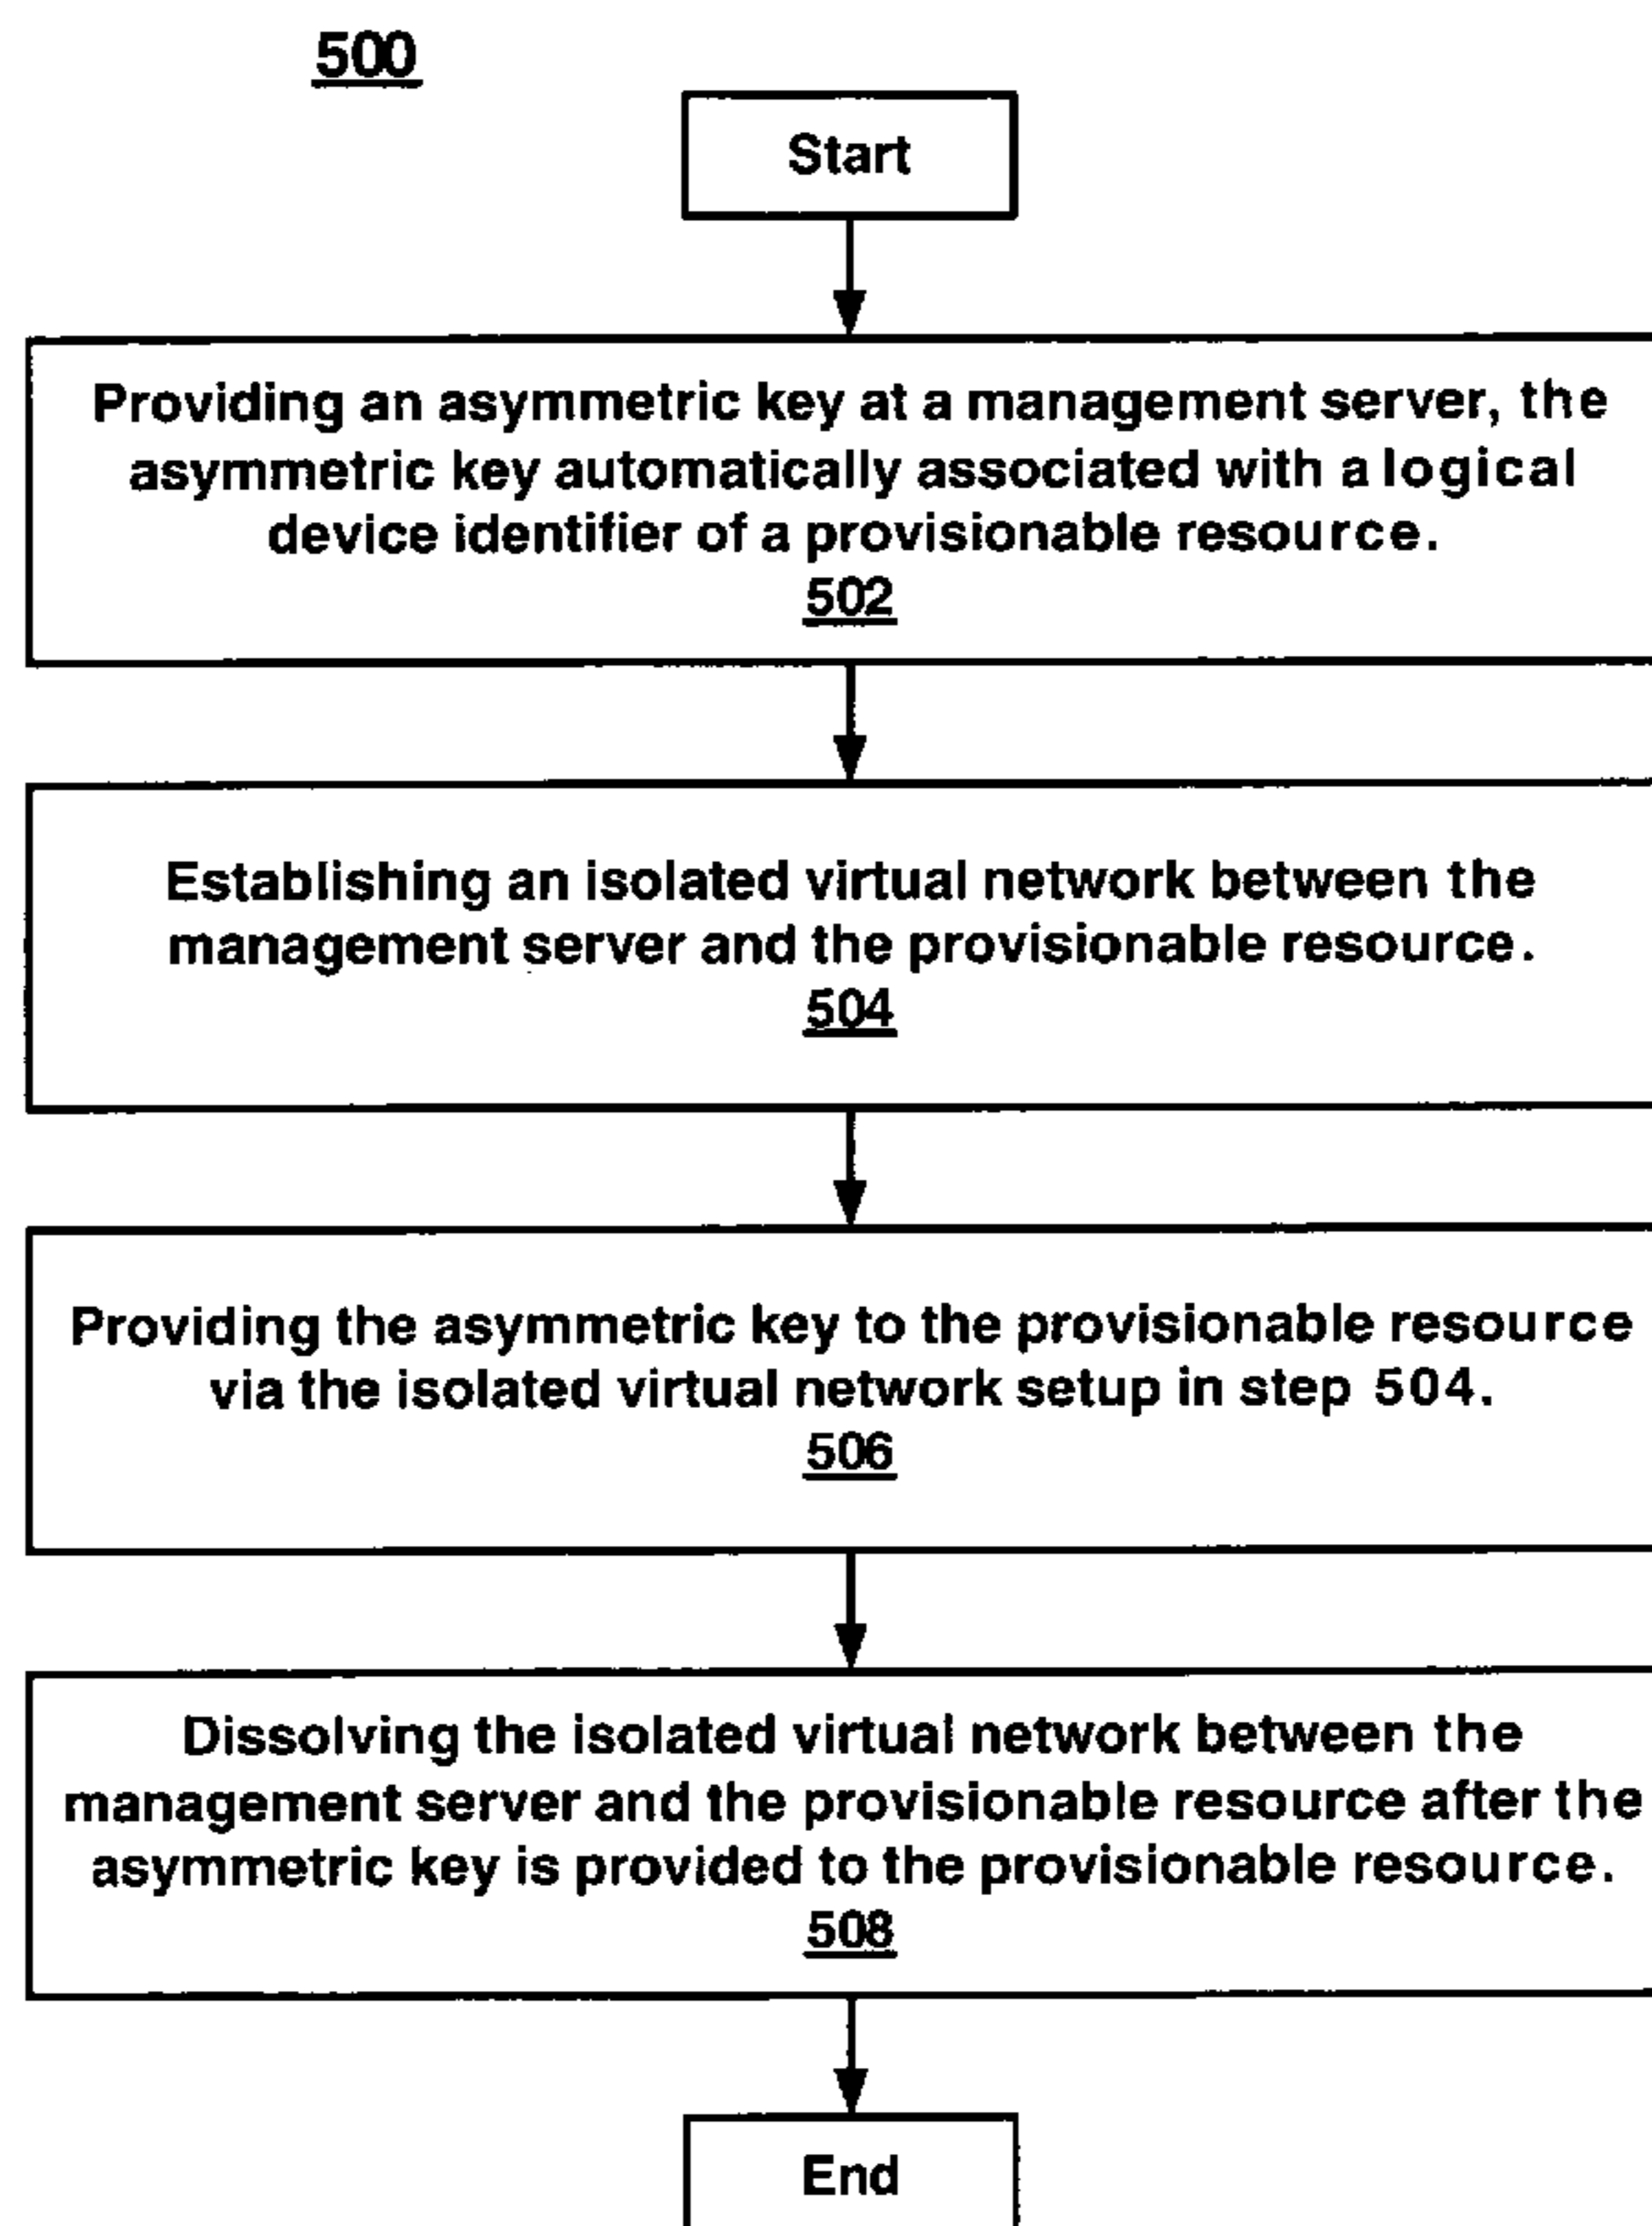 500
Start
Providing an asymmetric key at a management server, the
asymmetric key automatically associated with a logical
device identifier of a provisionable resource.
502
Establishing an isolated virtual network between the
management server and the provisionable resource.
504
Providing the asymmetric key to the provisionable resource
via the isolated virtual network setup in step 504.
506
Dissolving the isolated virtual network between the
management server and the provisionable resource after the
asymmetric key is provided to the provisionable resource.
508
End